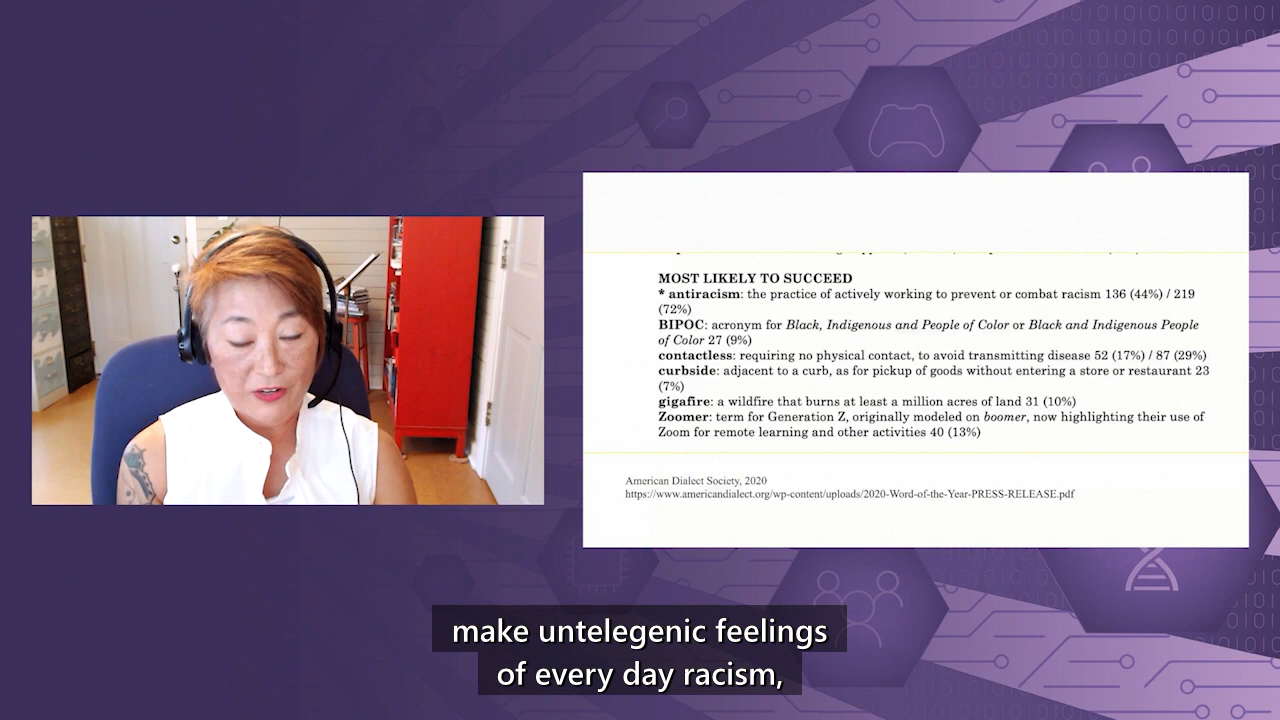 MOST LIKELY TO SUCCEED
* antiracism: the practice of actively working to prevent or combat racism 136 (44%) / 219
(72%)
BIPOC: acronym for Black, Indigenous and People of Color or Black and Indigenous People
of Color 27 (9%)
contactless: requiring no physical contact, to avoid transmitting disease 52 (17%) / 87 (29%)
curbside: adjacent to a curb, as for pickup of goods without entering a store or restaurant 23
(7%)
gigafire: a wildfire that burns at least a million acres of land 31 (10%)
Zoomer: term for Generation Z, originally modeled on boomer, now highlighting their use of
Zoom for remote learning and other activities 40 (13%)
American Dialect Society, 2020
https://www.americandialect.org/wp-content/uploads/2020-Word-of-the-Year-PRESS-RELEASE.pdf
make untelegenic feelings
of every day racism,